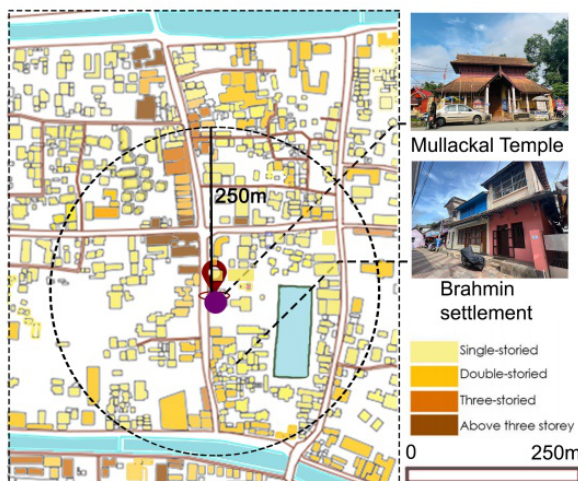 250m
Mullackal Temple
Brahmin
settlement
Single-storied
Double-storied
Three-storied
Above three storey
0 250m